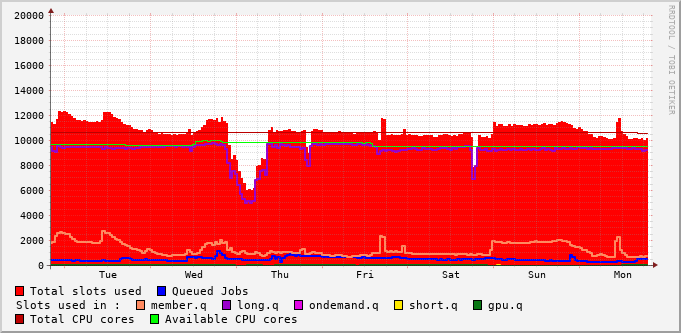 20000
18000
16000
14000
12000
10000
8000
6000
4000
2000
0
Tue Wed Thu Fri Sat Sun Mon
RRDTOOL / TOBI OETIKER
Total slots used Queued Jobs
Slots used in : member.q long.q ondemand.q short.q gpu.q
Total CPU cores Available CPU cores